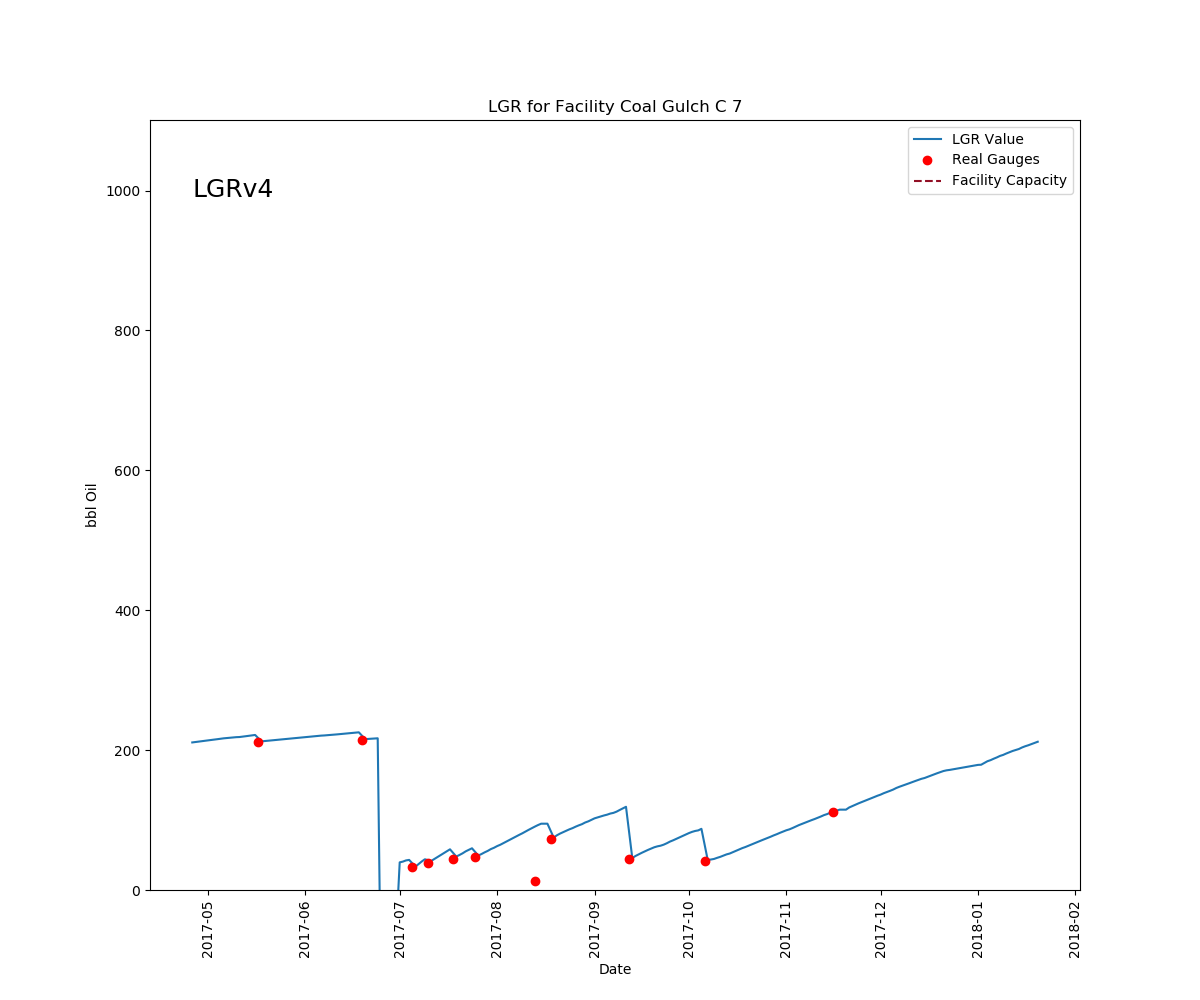 LGR for Facility Coal Gulch C 7
LGRv4
LGR Value
Real Gauges
Facility Capacity
1000
800
600
400
200
0
bbl Oil
2017-05
2017-06
2017-07
2017-08
2017-09
2017-10
2017-11
2017-12
2018-01
2018-02
Date